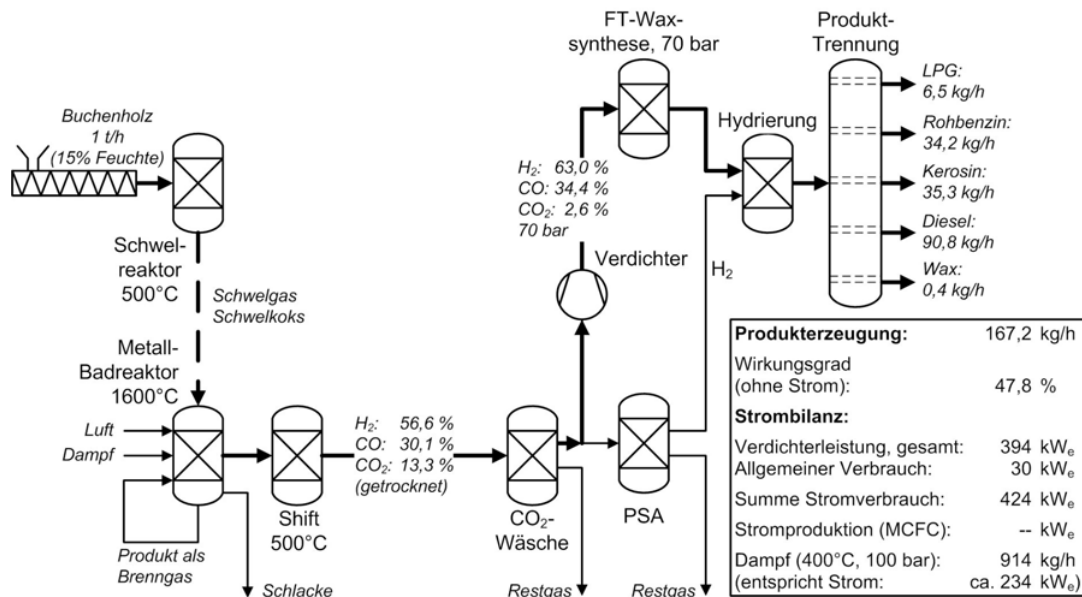 FT-Wax-
synthese, 70 bar
Produkt-
Trennung
LPG:
6,5 kg/h
Rohbenzin:
34,2 kg/h
Kerosin:
35,3 kg/h
Diesel:
90,8 kg/h
Wax:
0,4 kg/h
Hydrierung
Buchenholz
1 t/h
(15% Feuchte)
H₂: 63,0 %
CO: 34,4 %
CO₂: 2,6 %
70 bar
Verdichter
H₂
Schwel-
reaktor
500°C
Schwelgas
Schwelkoks
Metall-
Badreaktor
1600°C
Luft
Dampf
H₂: 56,6 %
CO: 30,1 %
CO₂: 13,3 %
(getrocknet)
Shift
500°C
CO₂-
Wäsche
PSA
Produkt als
Brenngas
Schlacke
Restgas
Restgas
Produkterzeugung: 167,2 kg/h
Wirkungsgrad
(ohne Strom): 47,8 %
Strombilanz:
Verdichterleistung, gesamt: 394 kWₑ
Allgemeiner Verbrauch: 30 kWₑ
Summe Stromverbrauch: 424 kWₑ
Stromproduktion (MCFC): -- kWₑ
Dampf (400°C, 100 bar): 914 kg/h
(entspricht Strom: ca. 234 kWₑ)